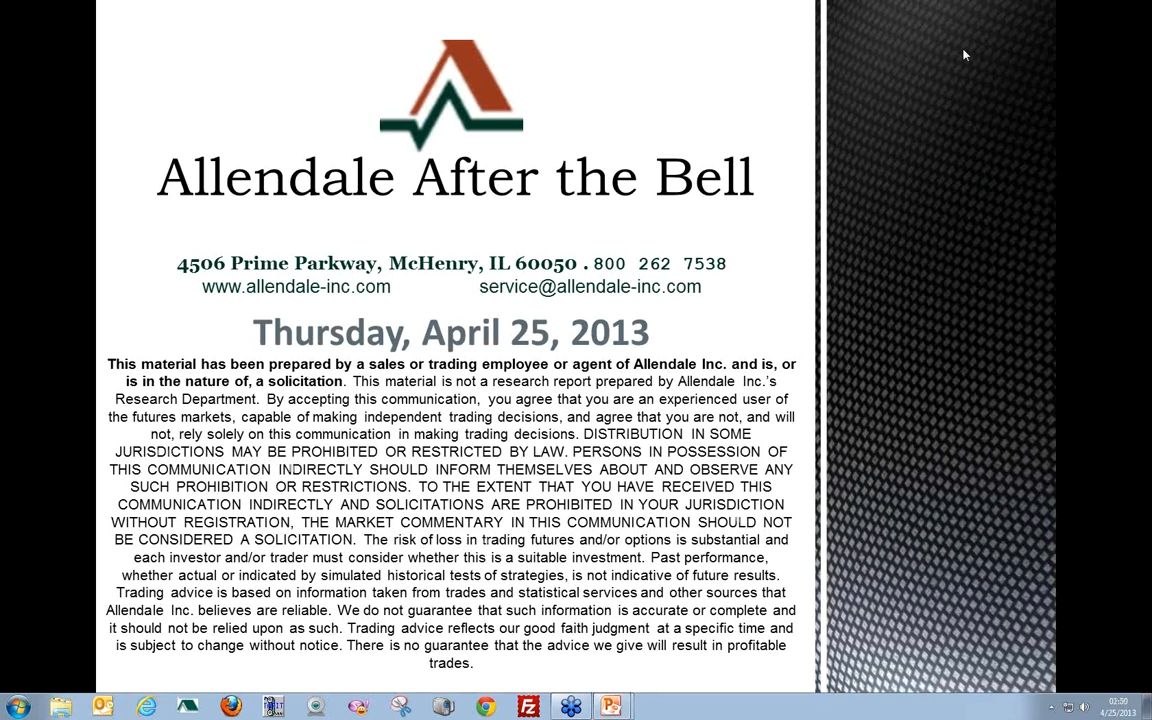 Allendale After the Bell
4506 Prime Parkway, McHenry, IL 60050 . 800 262 7538
www.allendale-inc.com service@allendale-inc.com
Thursday, April 25, 2013
This material has been prepared by a sales or trading employee or agent of Allendale Inc. and is, or
is in the nature of, a solicitation. This material is not a research report prepared by Allendale Inc.'s
Research Department. By accepting this communication, you agree that you are an experienced user of
the futures markets, capable of making independent trading decisions, and agree that you are not, and will
not, rely solely on this communication in making trading decisions. DISTRIBUTION IN SOME
JURISDICTIONS MAY BE PROHIBITED OR RESTRICTED BY LAW. PERSONS IN POSSESSION OF
THIS COMMUNICATION INDIRECTLY SHOULD INFORM THEMSELVES ABOUT AND OBSERVE ANY
SUCH PROHIBITION OR RESTRICTIONS. TO THE EXTENT THAT YOU HAVE RECEIVED THIS
COMMUNICATION INDIRECTLY AND SOLICITATIONS ARE PROHIBITED IN YOUR JURISDICTION
WITHOUT REGISTRATION, THE MARKET COMMENTARY IN THIS COMMUNICATION SHOULD NOT
BE CONSIDERED A SOLICITATION. The risk of loss in trading futures and/or options is substantial and
each investor and/or trader must consider whether this is a suitable investment. Past performance,
whether actual or indicated by simulated historical tests of strategies, is not indicative of future results.
Trading advice is based on information taken from trades and statistical services and other sources that
Allendale Inc. believes are reliable. We do not guarantee that such information is accurate or complete and
it should not be relied upon as such. Trading advice reflects our good faith judgment at a specific time and
is subject to change without notice. There is no guarantee that the advice we give will result in profitable
trades.
4/25/2013